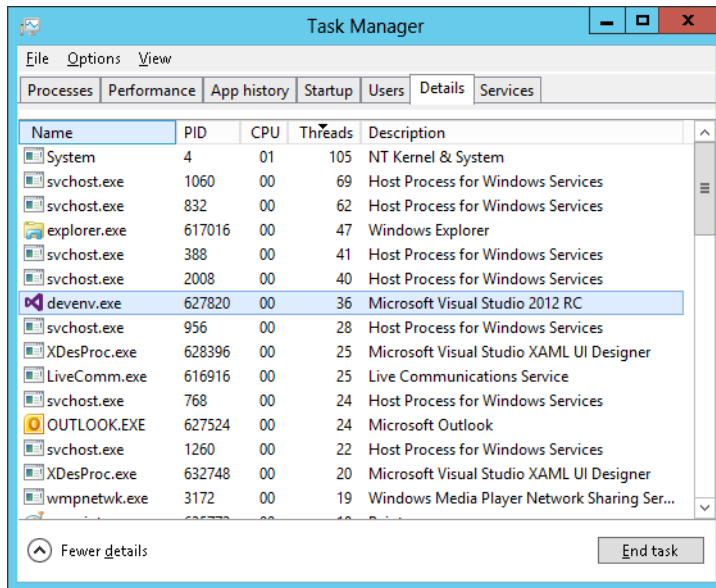 Task Manager
File Options View
Processes Performance App history Startup Users Details Services
Name PID CPU Threads Description
System 4 01 105 NT Kernel & System
svchost.exe 1060 00 69 Host Process for Windows Services
svchost.exe 832 00 62 Host Process for Windows Services
explorer.exe 617016 00 47 Windows Explorer
svchost.exe 388 00 41 Host Process for Windows Services
svchost.exe 2008 00 40 Host Process for Windows Services
devenv.exe 627820 00 36 Microsoft Visual Studio 2012 RC
svchost.exe 956 00 28 Host Process for Windows Services
XDesProc.exe 628396 00 25 Microsoft Visual Studio XAML UI Designer
LiveComm.exe 616916 00 25 Live Communications Service
svchost.exe 768 00 24 Host Process for Windows Services
OUTLOOK.EXE 627524 00 24 Microsoft Outlook
svchost.exe 1260 00 22 Host Process for Windows Services
XDesProc.exe 632748 00 20 Microsoft Visual Studio XAML UI Designer
wmpnetwk.exe 3172 00 19 Windows Media Player Network Sharing Ser...
Fewer details End task